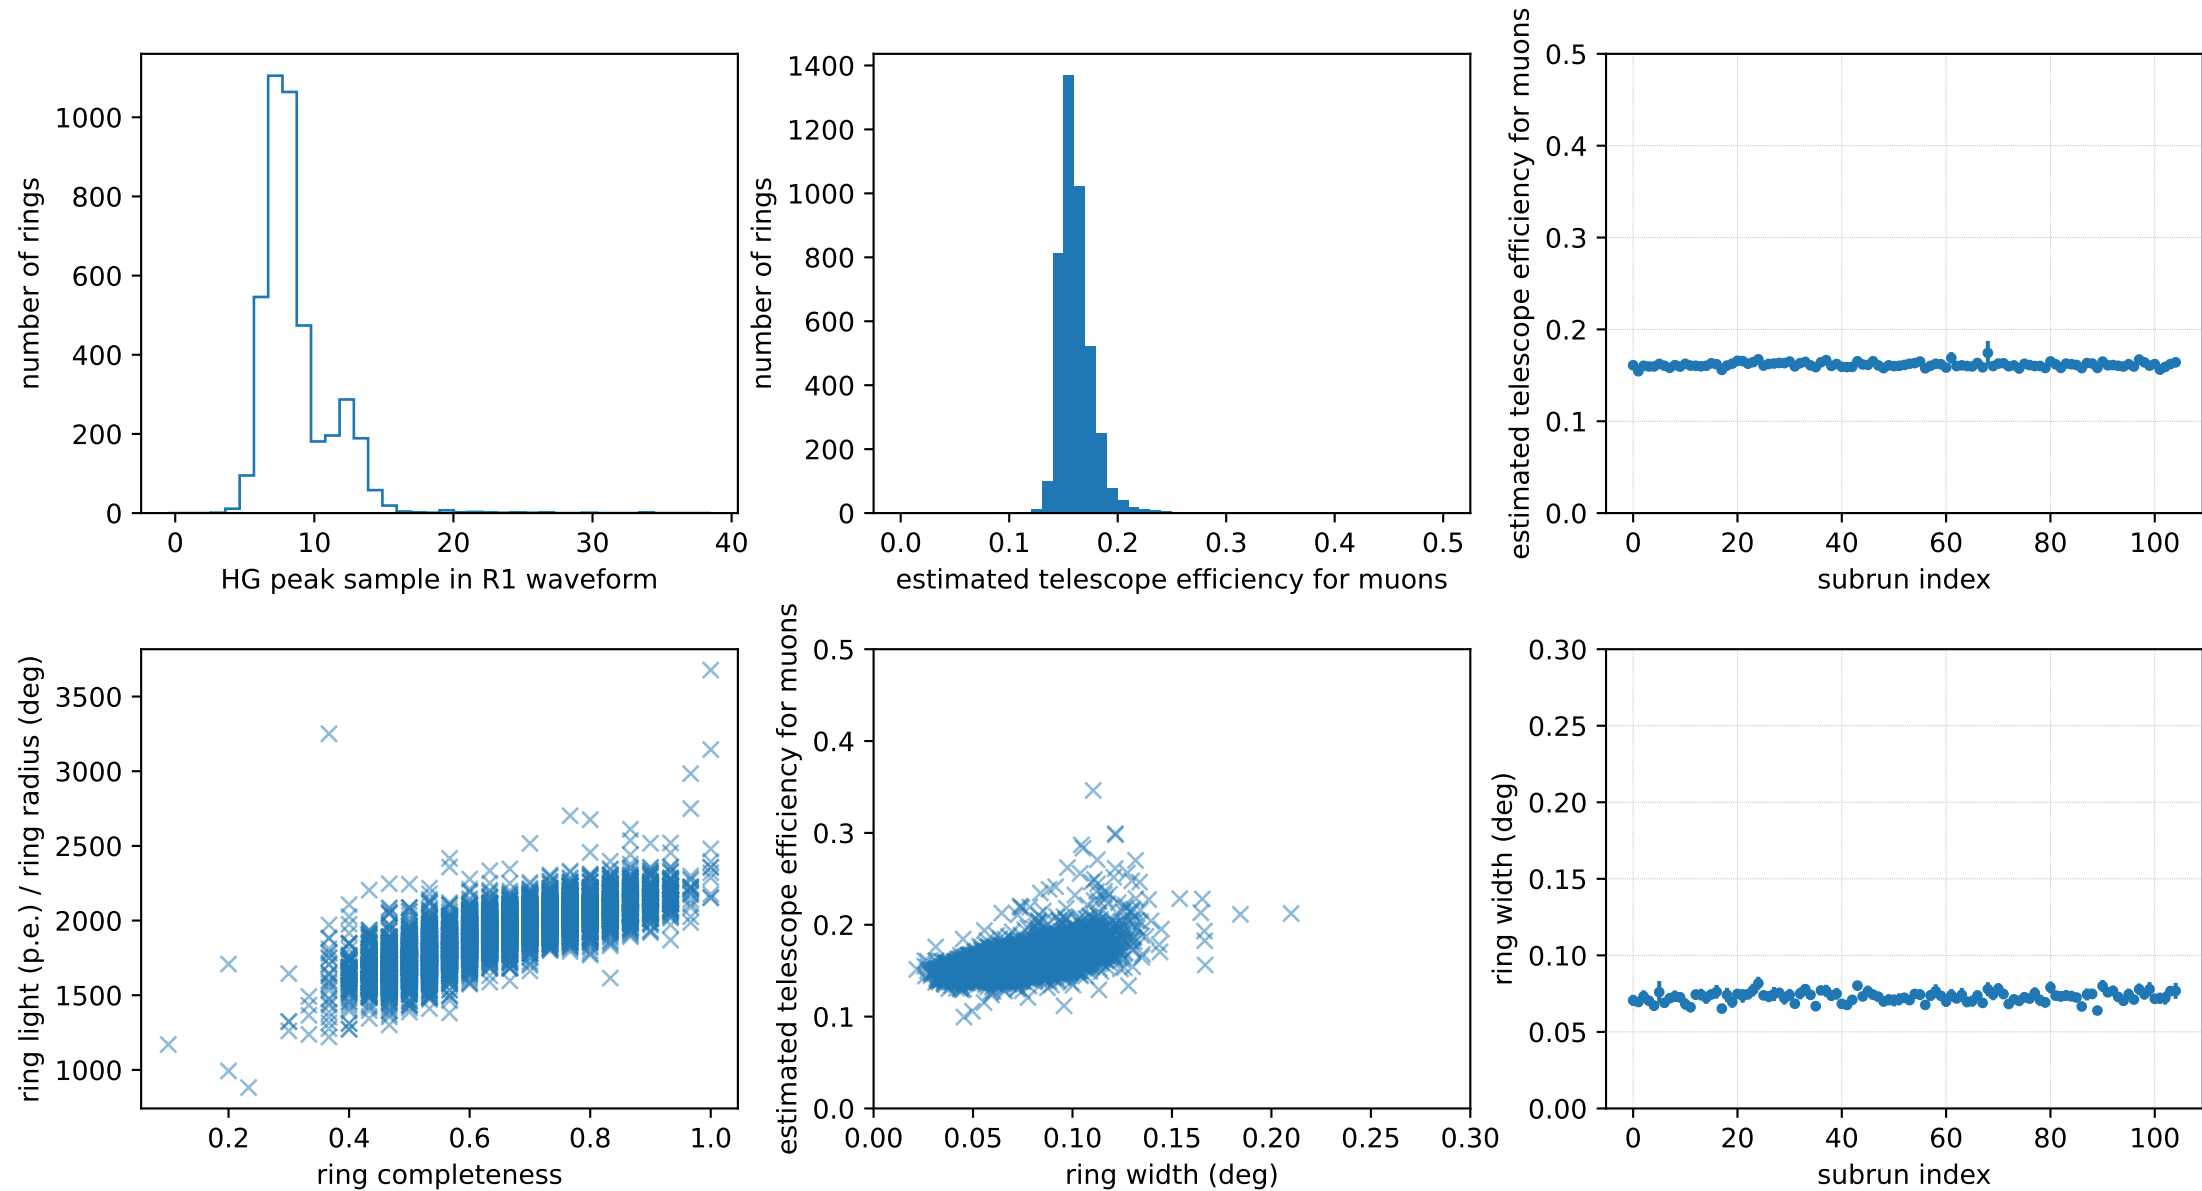 number of rings
1000
800
600
400
200
0
0 10 20 30 40
HG peak sample in R1 waveform
number of rings
1400
1200
1000
800
600
400
200
0
0.0 0.1 0.2 0.3 0.4 0.5
estimated telescope efficiency for muons
estimated telescope efficiency for muons
0.5
0.4
0.3
0.2
0.1
0.0
0 20 40 60 80 100
subrun index
ring light (p.e.) / ring radius (deg)
3500
3000
2500
2000
1500
1000
0.2 0.4 0.6 0.8 1.0
ring completeness
estimated telescope efficiency for muons
0.5
0.4
0.3
0.2
0.1
0.0
0.00 0.05 0.10 0.15 0.20 0.25 0.30
ring width (deg)
ring width (deg)
0.30
0.25
0.20
0.15
0.10
0.05
0.00
0 20 40 60 80 100
subrun index